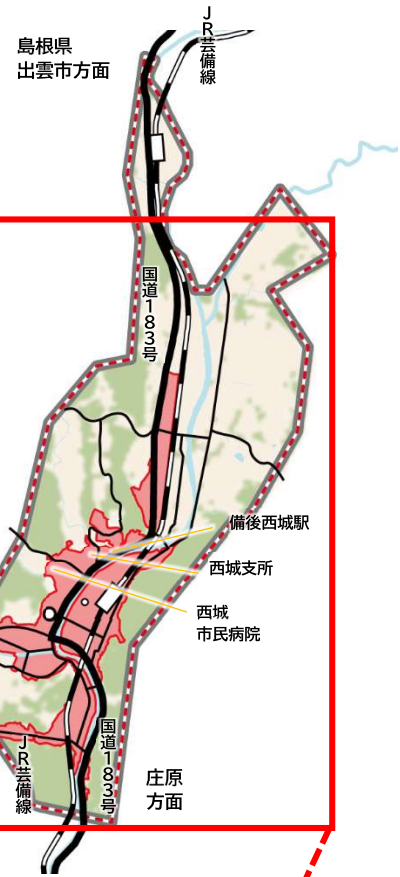 JR芸備線
島根県
出雲市方面
国道183号
備後西城駅
西城支所
西城
市民病院
国道183号
JR芸備線
庄原
方面